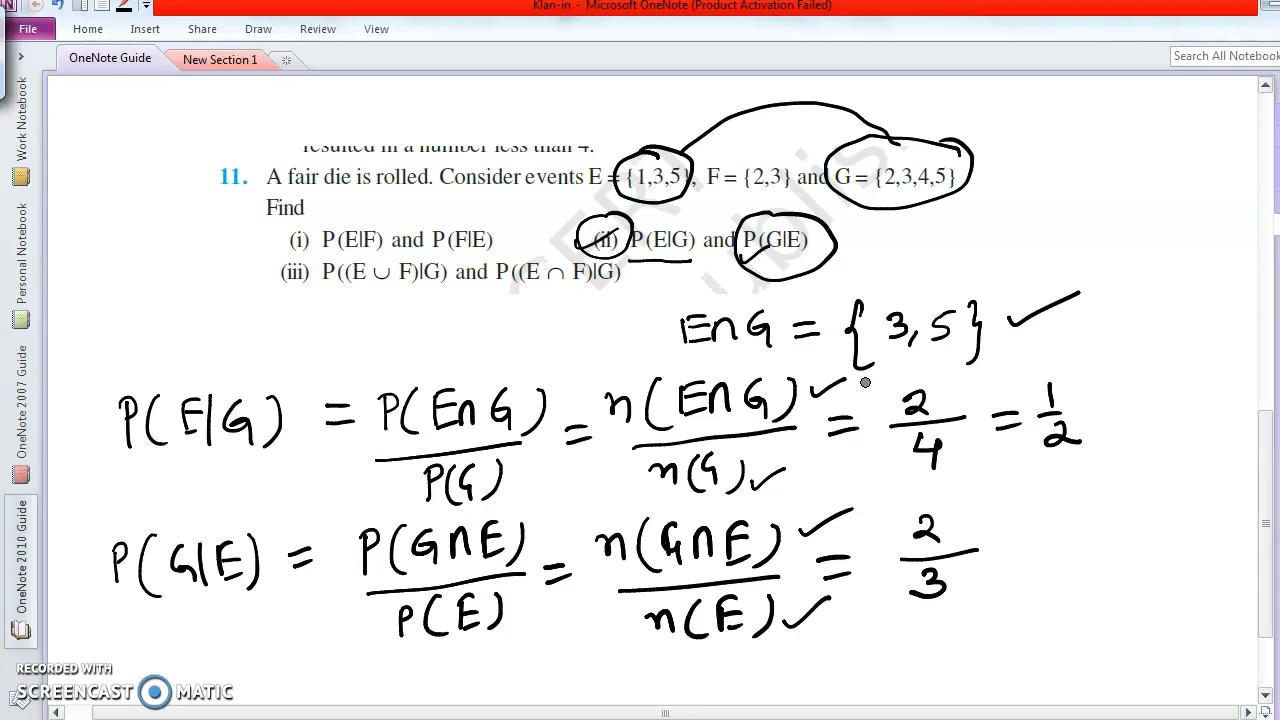 Klan-in - Microsoft OneNote (Product Activation Failed)
File Home Insert Share Draw Review View
OneNote Guide New Section 1 Search All Notebook
Work Notebook
Personal Notebook
OneNote 2007 Guide
OneNote 2010 Guide
resulted in a number less than 4.
11. A fair die is rolled. Consider events E = {1,3,5}, F = {2,3} and G = {2,3,4,5}
Find
(i) P(E|F) and P(F|E) (ii) P(E|G) and P(G|E)
(iii) P((E ∪ F)|G) and P((E ∩ F)|G)
E∩G = {3,5} ✓
P(E|G) = P(E∩G)/P(G) = n(E∩G)✓/n(G)✓ = 2/4 = 1/2
P(G|E) = P(G∩E)/P(E) = n(G∩E)✓/n(E)✓ = 2/3
RECORDED WITH
SCREENCAST MATIC